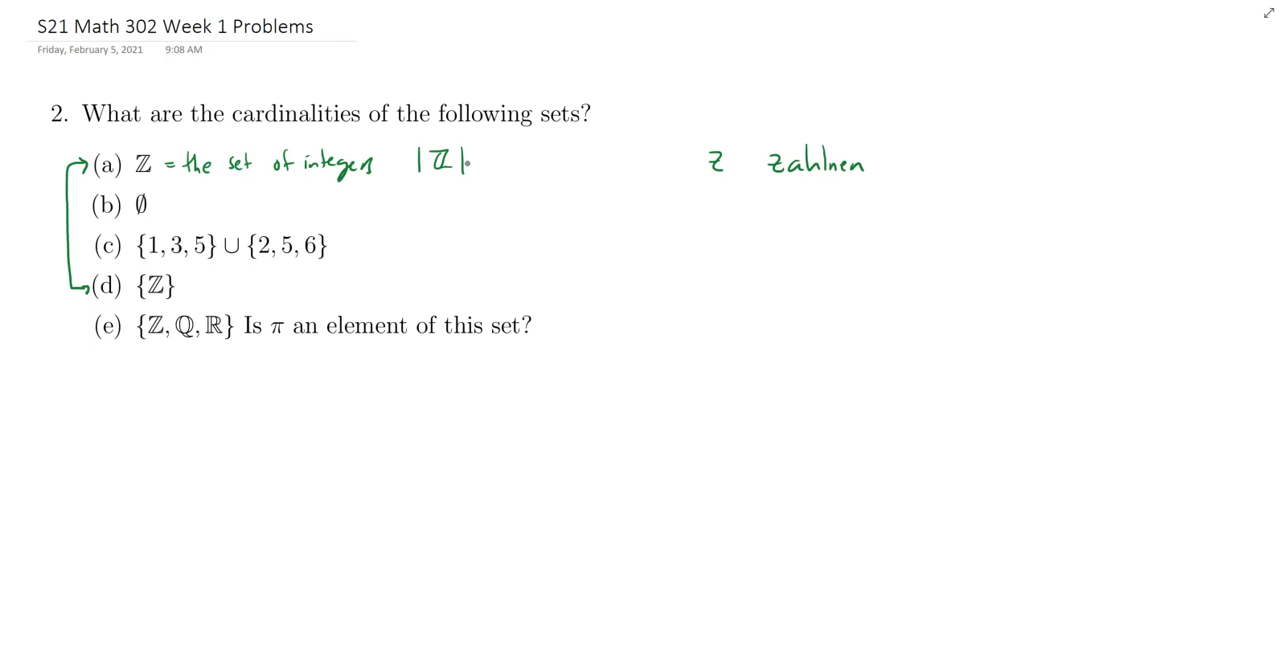 S21 Math 302 Week 1 Problems
Friday, February 5, 2021 9:08 AM
2. What are the cardinalities of the following sets?
(a) ℤ = the set of integers |ℤ| z zahlnen
(b) ∅
(c) {1, 3, 5} ∪ {2, 5, 6}
(d) {ℤ}
(e) {ℤ, ℚ, ℝ} Is π an element of this set?